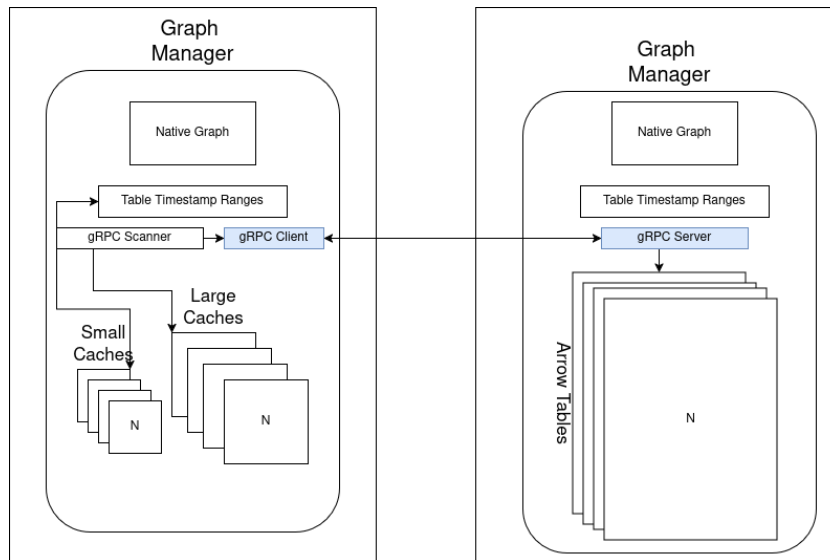 Graph
Manager
Native Graph
Table Timestamp Ranges
gRPC Scanner
gRPC Client
Large
Caches
Small
Caches
N
N
Graph
Manager
Native Graph
Table Timestamp Ranges
gRPC Server
Arrow Tables
N